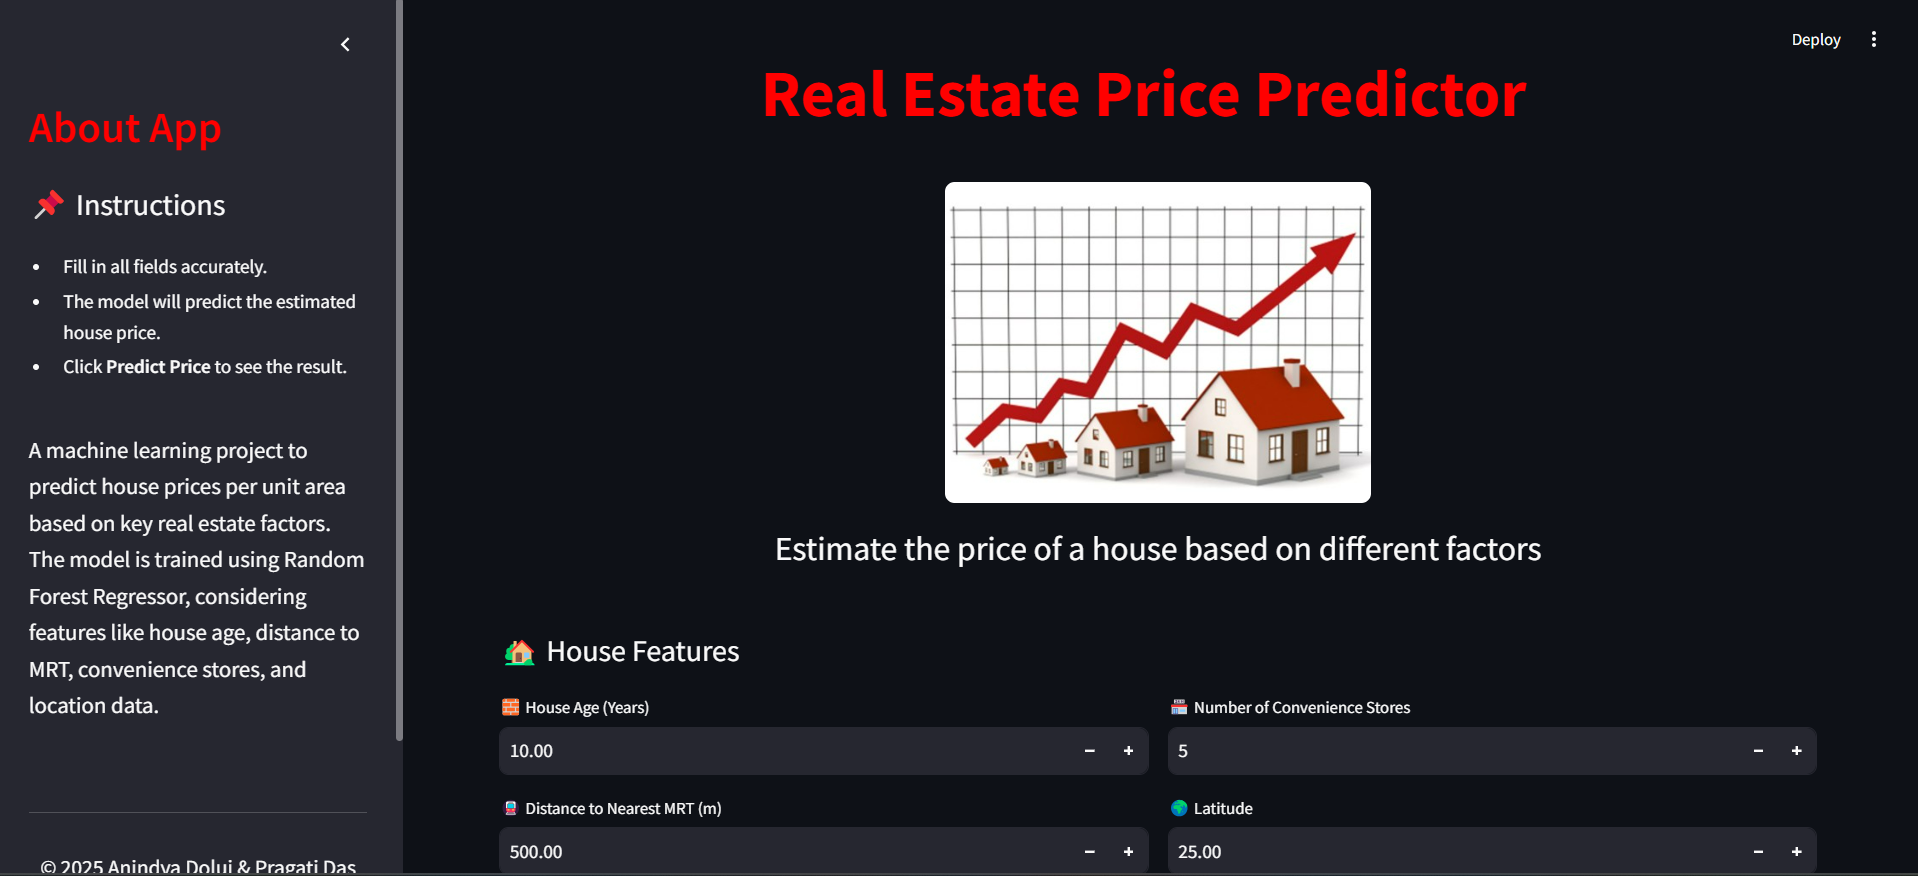 Deploy
About App
Instructions
• Fill in all fields accurately.
• The model will predict the estimated
house price.
• Click Predict Price to see the result.
A machine learning project to
predict house prices per unit area
based on key real estate factors.
The model is trained using Random
Forest Regressor, considering
features like house age, distance to
MRT, convenience stores, and
location data.
© 2025 Anindya Dolui & Pragati Das
Real Estate Price Predictor
Estimate the price of a house based on different factors
House Features
House Age (Years)
10.00
Number of Convenience Stores
5
Distance to Nearest MRT (m)
500.00
Latitude
25.00